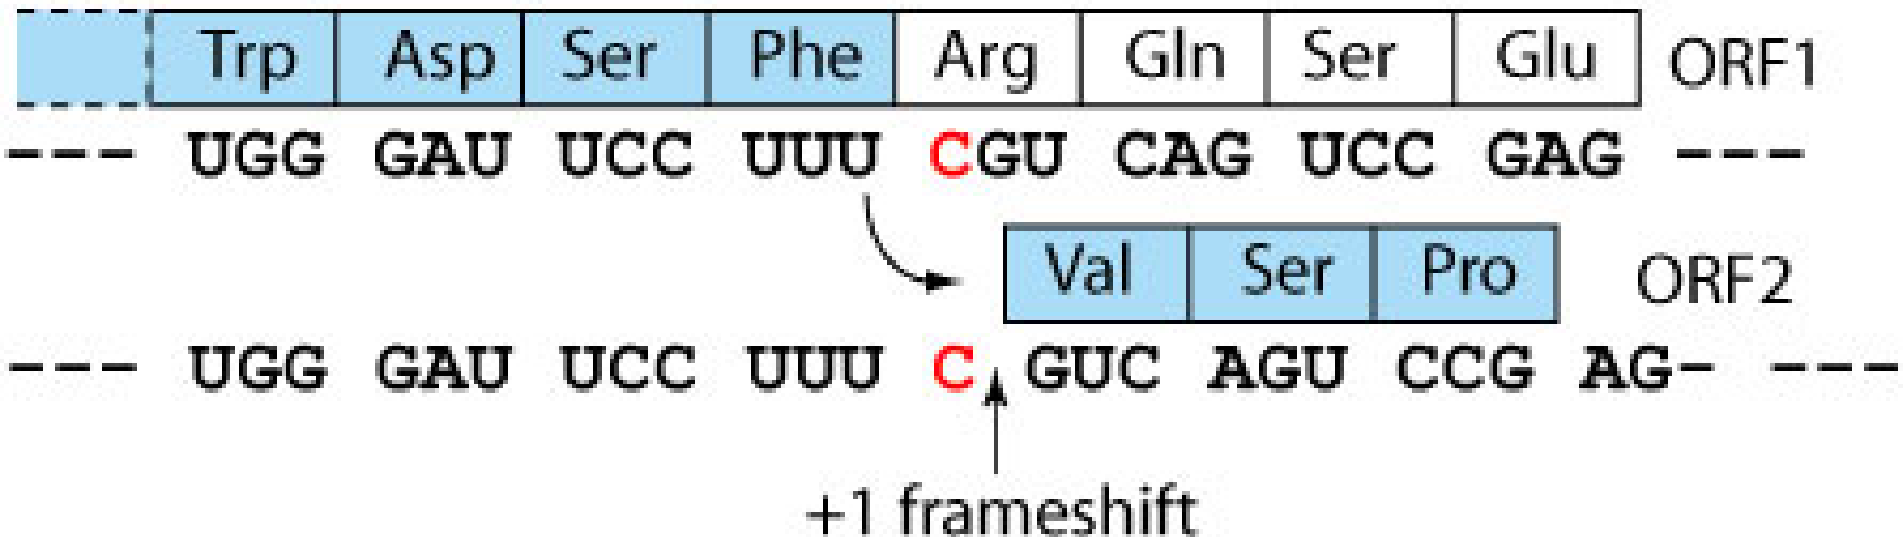 Trp Asp Ser Phe Arg Gln Ser Glu ORF1
--- UGG GAU UCC UUU CGU CAG UCC GAG ---
Val Ser Pro ORF2
--- UGG GAU UCC UUU C GUC AGU CCG AG- ---
+1 frameshift